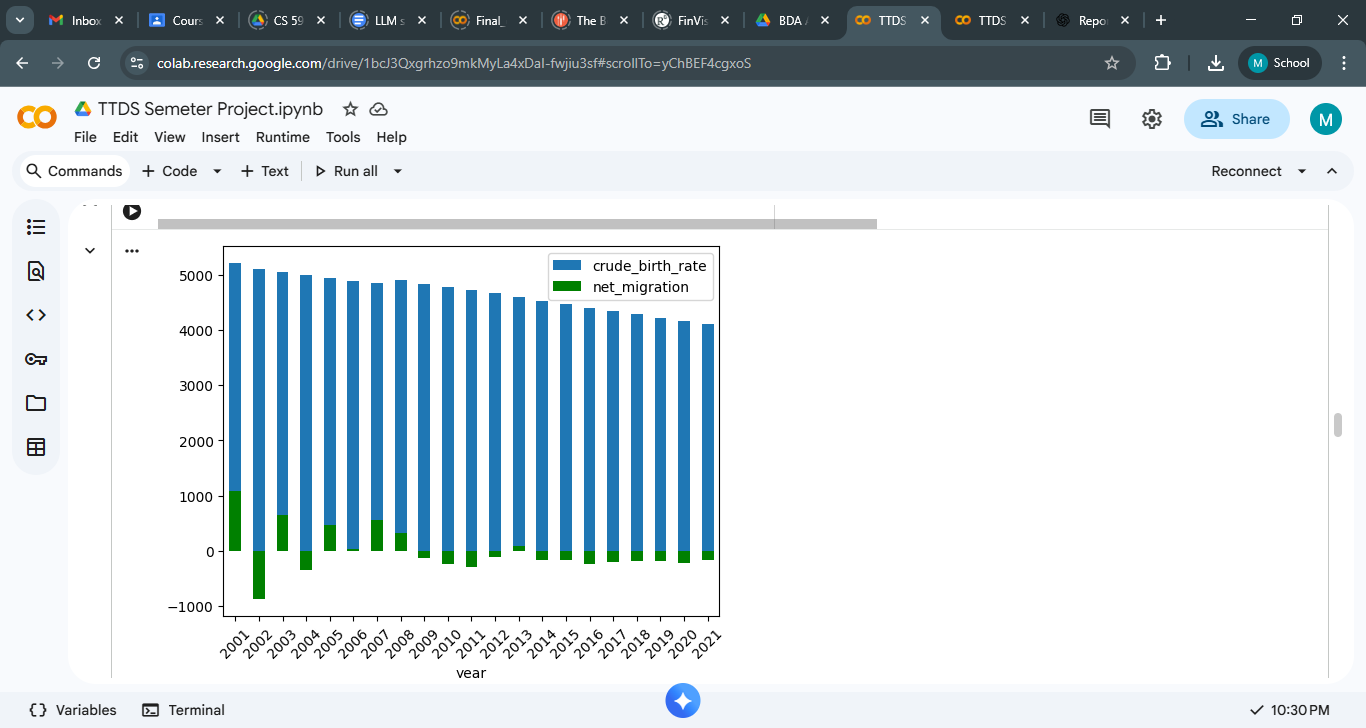 Inbox
Cours
CS 59
LLM s
Final_
The B
FinVis
BDA /
TTDS
TTDS
Repo
colab.research.google.com/drive/1bcJ3Qxgrhzo9mkMyLa4xDaI-fwjiu3sf#scrollTo=yChBEF4cgxoS
M School
TTDS Semeter Project.ipynb
File Edit View Insert Runtime Tools Help
Share
M
Commands + Code + Text Run all
Reconnect
crude_birth_rate
net_migration
5000
4000
3000
2000
1000
0
−1000
2001 2002 2003 2004 2005 2006 2007 2008 2009 2010 2011 2012 2013 2014 2015 2016 2017 2018 2019 2020 2021
year
Variables Terminal
10:30 PM